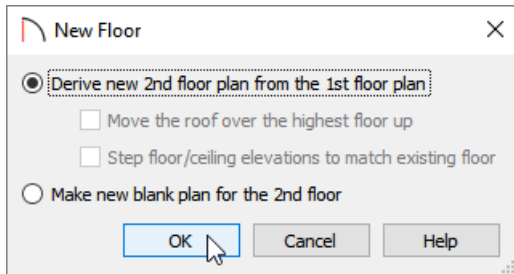 New Floor
Derive new 2nd floor plan from the 1st floor plan
Move the roof over the highest floor up
Step floor/ceiling elevations to match existing floor
Make new blank plan for the 2nd floor
OK Cancel Help